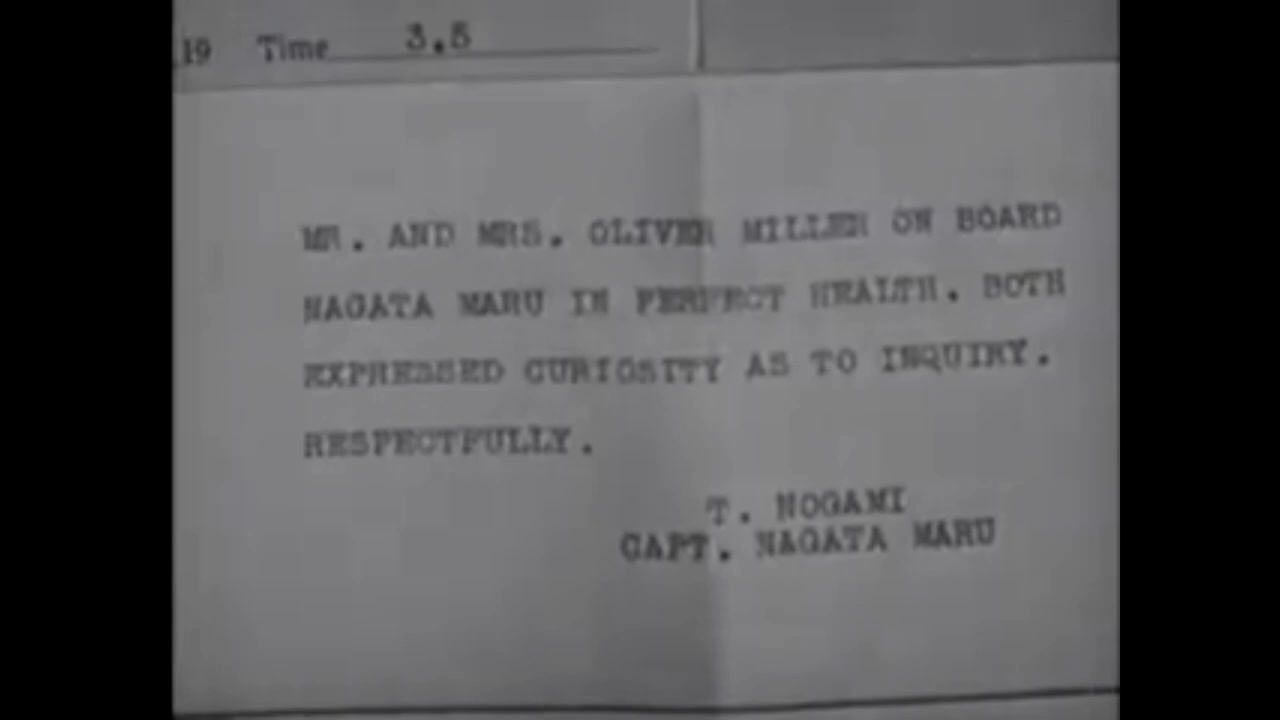 19 Time 3.5
MR. AND MRS. OLIVER MILLER ON BOARD
NAGATA MARU IN PERFECT HEALTH. BOTH
EXPRESSED CURIOSITY AS TO INQUIRY.
RESPECTFULLY.
T. NOGAMI
CAPT. NAGATA MARU